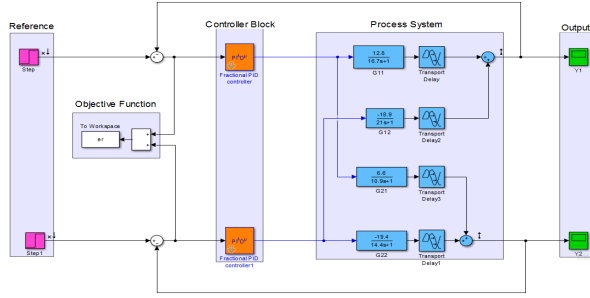 Reference
Controller Block
Process System
Output
Step
Fractional PID
controller
12.8
16.7s+1
G11
Transport
Delay
Y1
Objective Function
To Workspace
er
-18.9
21s+1
G12
Transport
Delay2
6.6
10.9s+1
G21
Transport
Delay3
Step1
Fractional PID
controller1
-19.4
14.4s+1
G22
Transport
Delay1
Y2